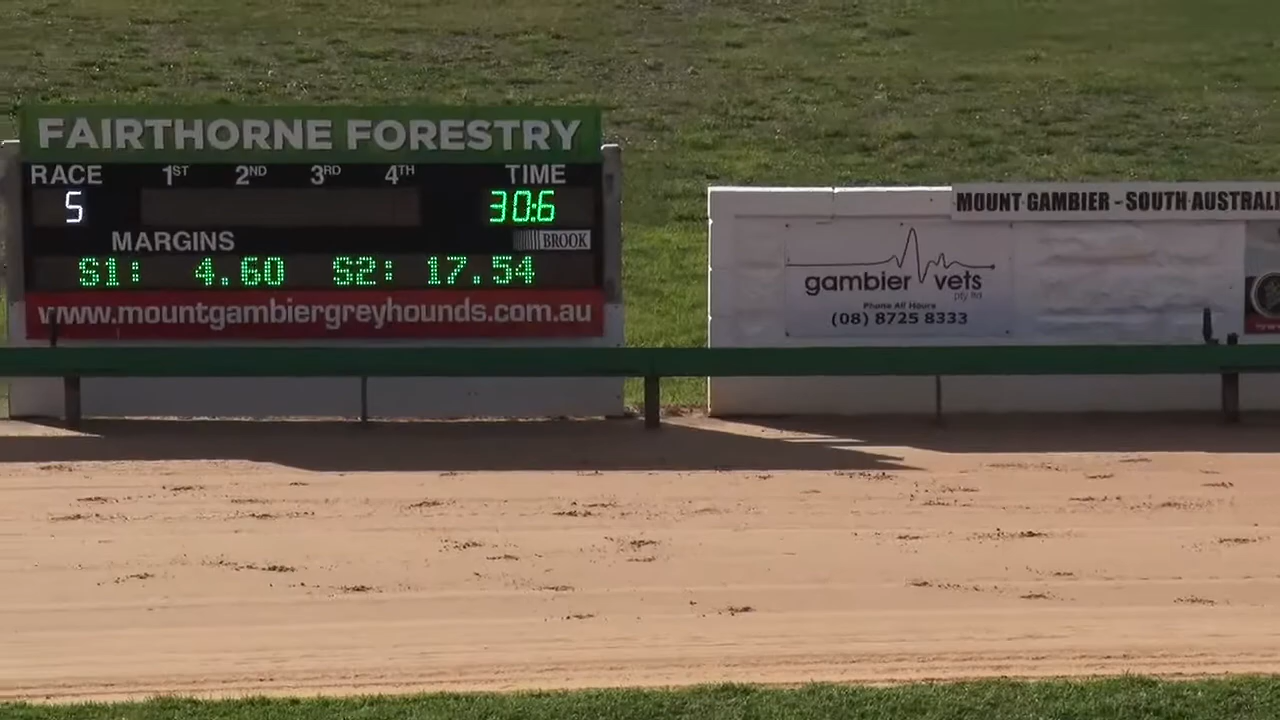 FAIRTHORNE FORESTRY
RACE 1ST 2ND 3RD 4TH TIME
5 30:6
MARGINS BROOK
S1: 4.60 S2: 17.54
www.mountgambiergreyhounds.com.au
MOUNT GAMBIER - SOUTH AUSTRALI
gambier vets
pty ltd
Phone All Hours
(08) 8725 8333